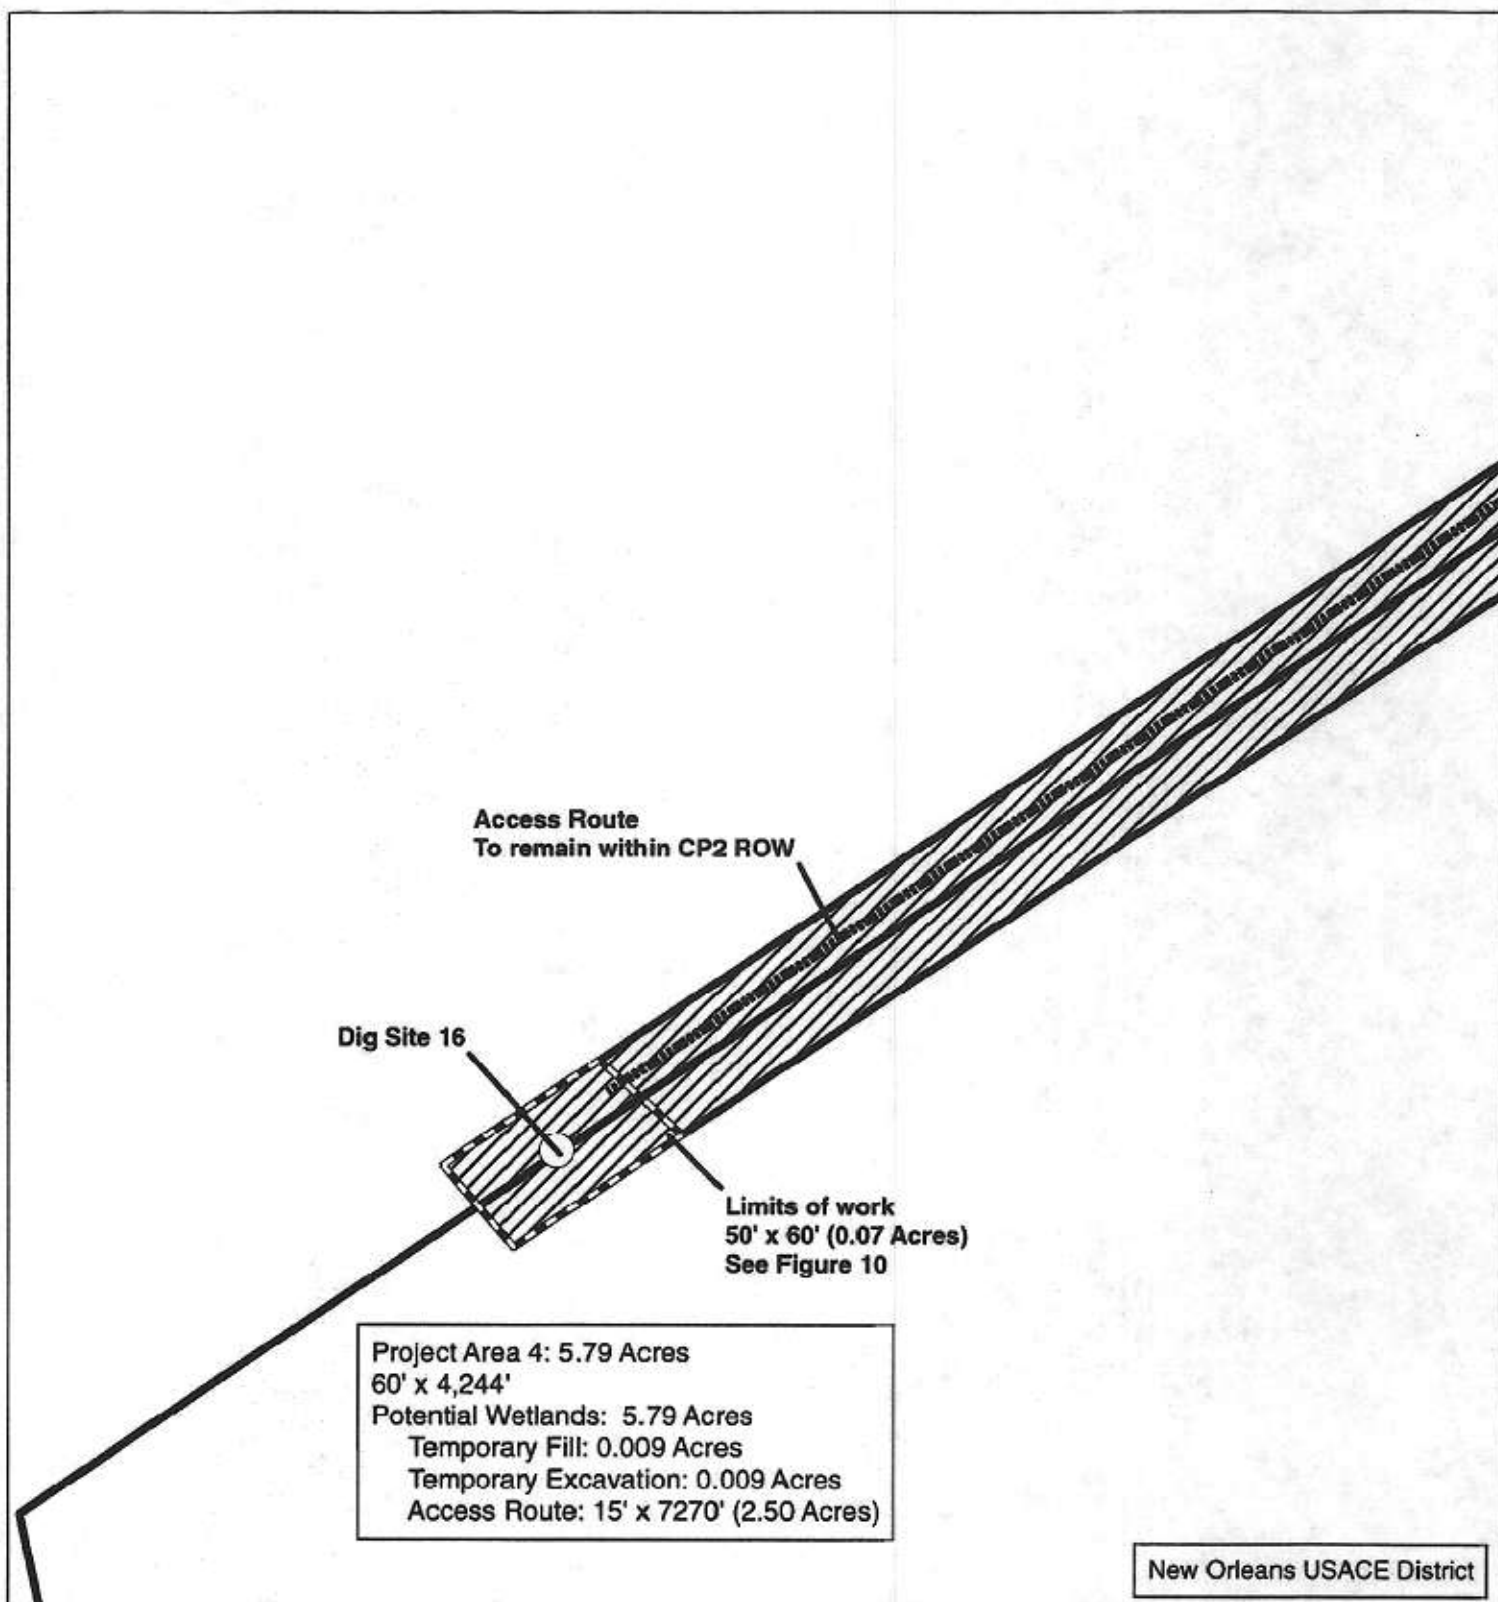 Access Route
To remain within CP2 ROW
Dig Site 16
Limits of work
50' x 60' (0.07 Acres)
See Figure 10
Project Area 4: 5.79 Acres
60' x 4,244'
Potential Wetlands: 5.79 Acres
Temporary Fill: 0.009 Acres
Temporary Excavation: 0.009 Acres
Access Route: 15' x 7270' (2.50 Acres)
New Orleans USACE District